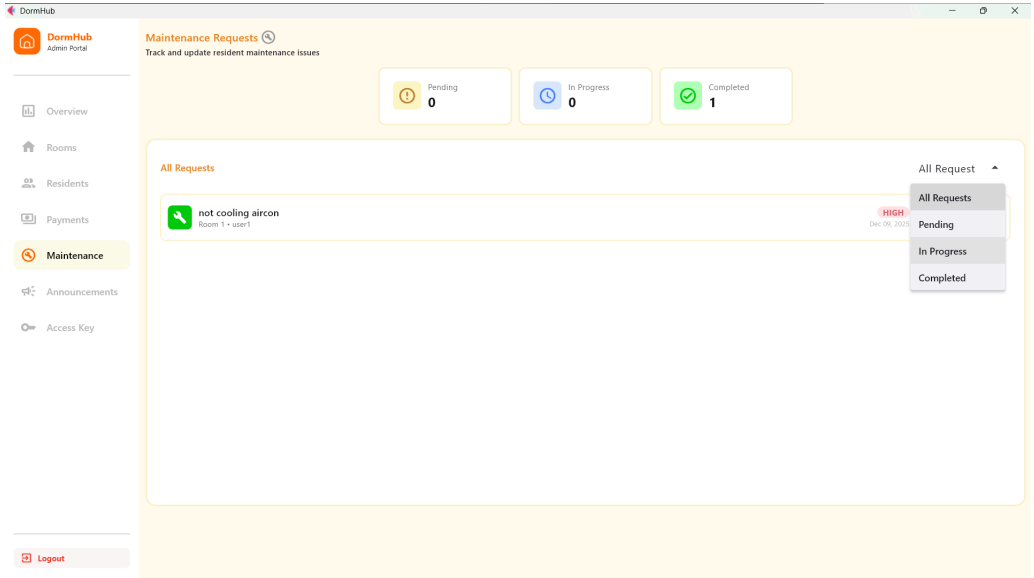 DormHub
DormHub
Admin Portal
Overview
Rooms
Residents
Payments
Maintenance
Announcements
Access Key
Logout
Maintenance Requests
Track and update resident maintenance issues
Pending
0
In Progress
0
Completed
1
All Requests
All Request
not cooling aircon
Room 1 • user1
HIGH
Dec 09, 2025
All Requests
Pending
In Progress
Completed